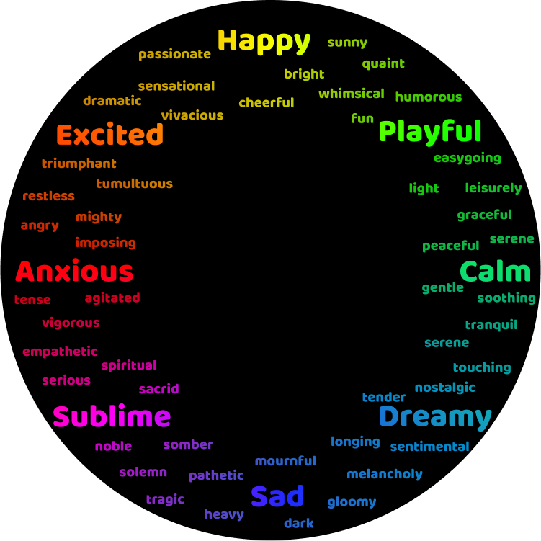 Happy
sunny
passionate
quaint
bright
sensational
whimsical
humorous
dramatic
cheerful
vivacious
fun
Excited
Playful
easygoing
triumphant
tumultuous
light
leisurely
restless
mighty
graceful
angry
serene
imposing
peaceful
Anxious
Calm
gentle
tense
agitated
soothing
vigorous
tranquil
serene
empathetic
spiritual
touching
serious
sacrid
nostalgic
tender
Sublime
Dreamy
noble
somber
longing
sentimental
mournful
solemn
pathetic
melancholy
Sad
tragic
gloomy
heavy
dark